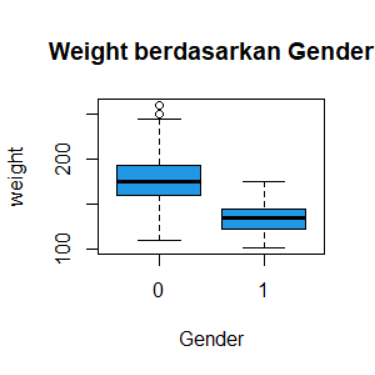 Weight berdasarkan Gender
weight
200
100
0
1
Gender